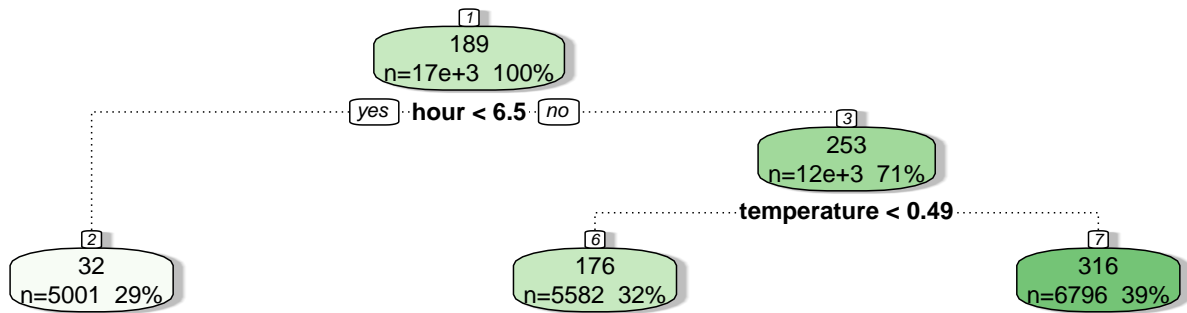 1
189
n=17e+3 100%
yes hour < 6.5 no
3
253
n=12e+3 71%
temperature < 0.49
2
32
n=5001 29%
6
176
n=5582 32%
7
316
n=6796 39%